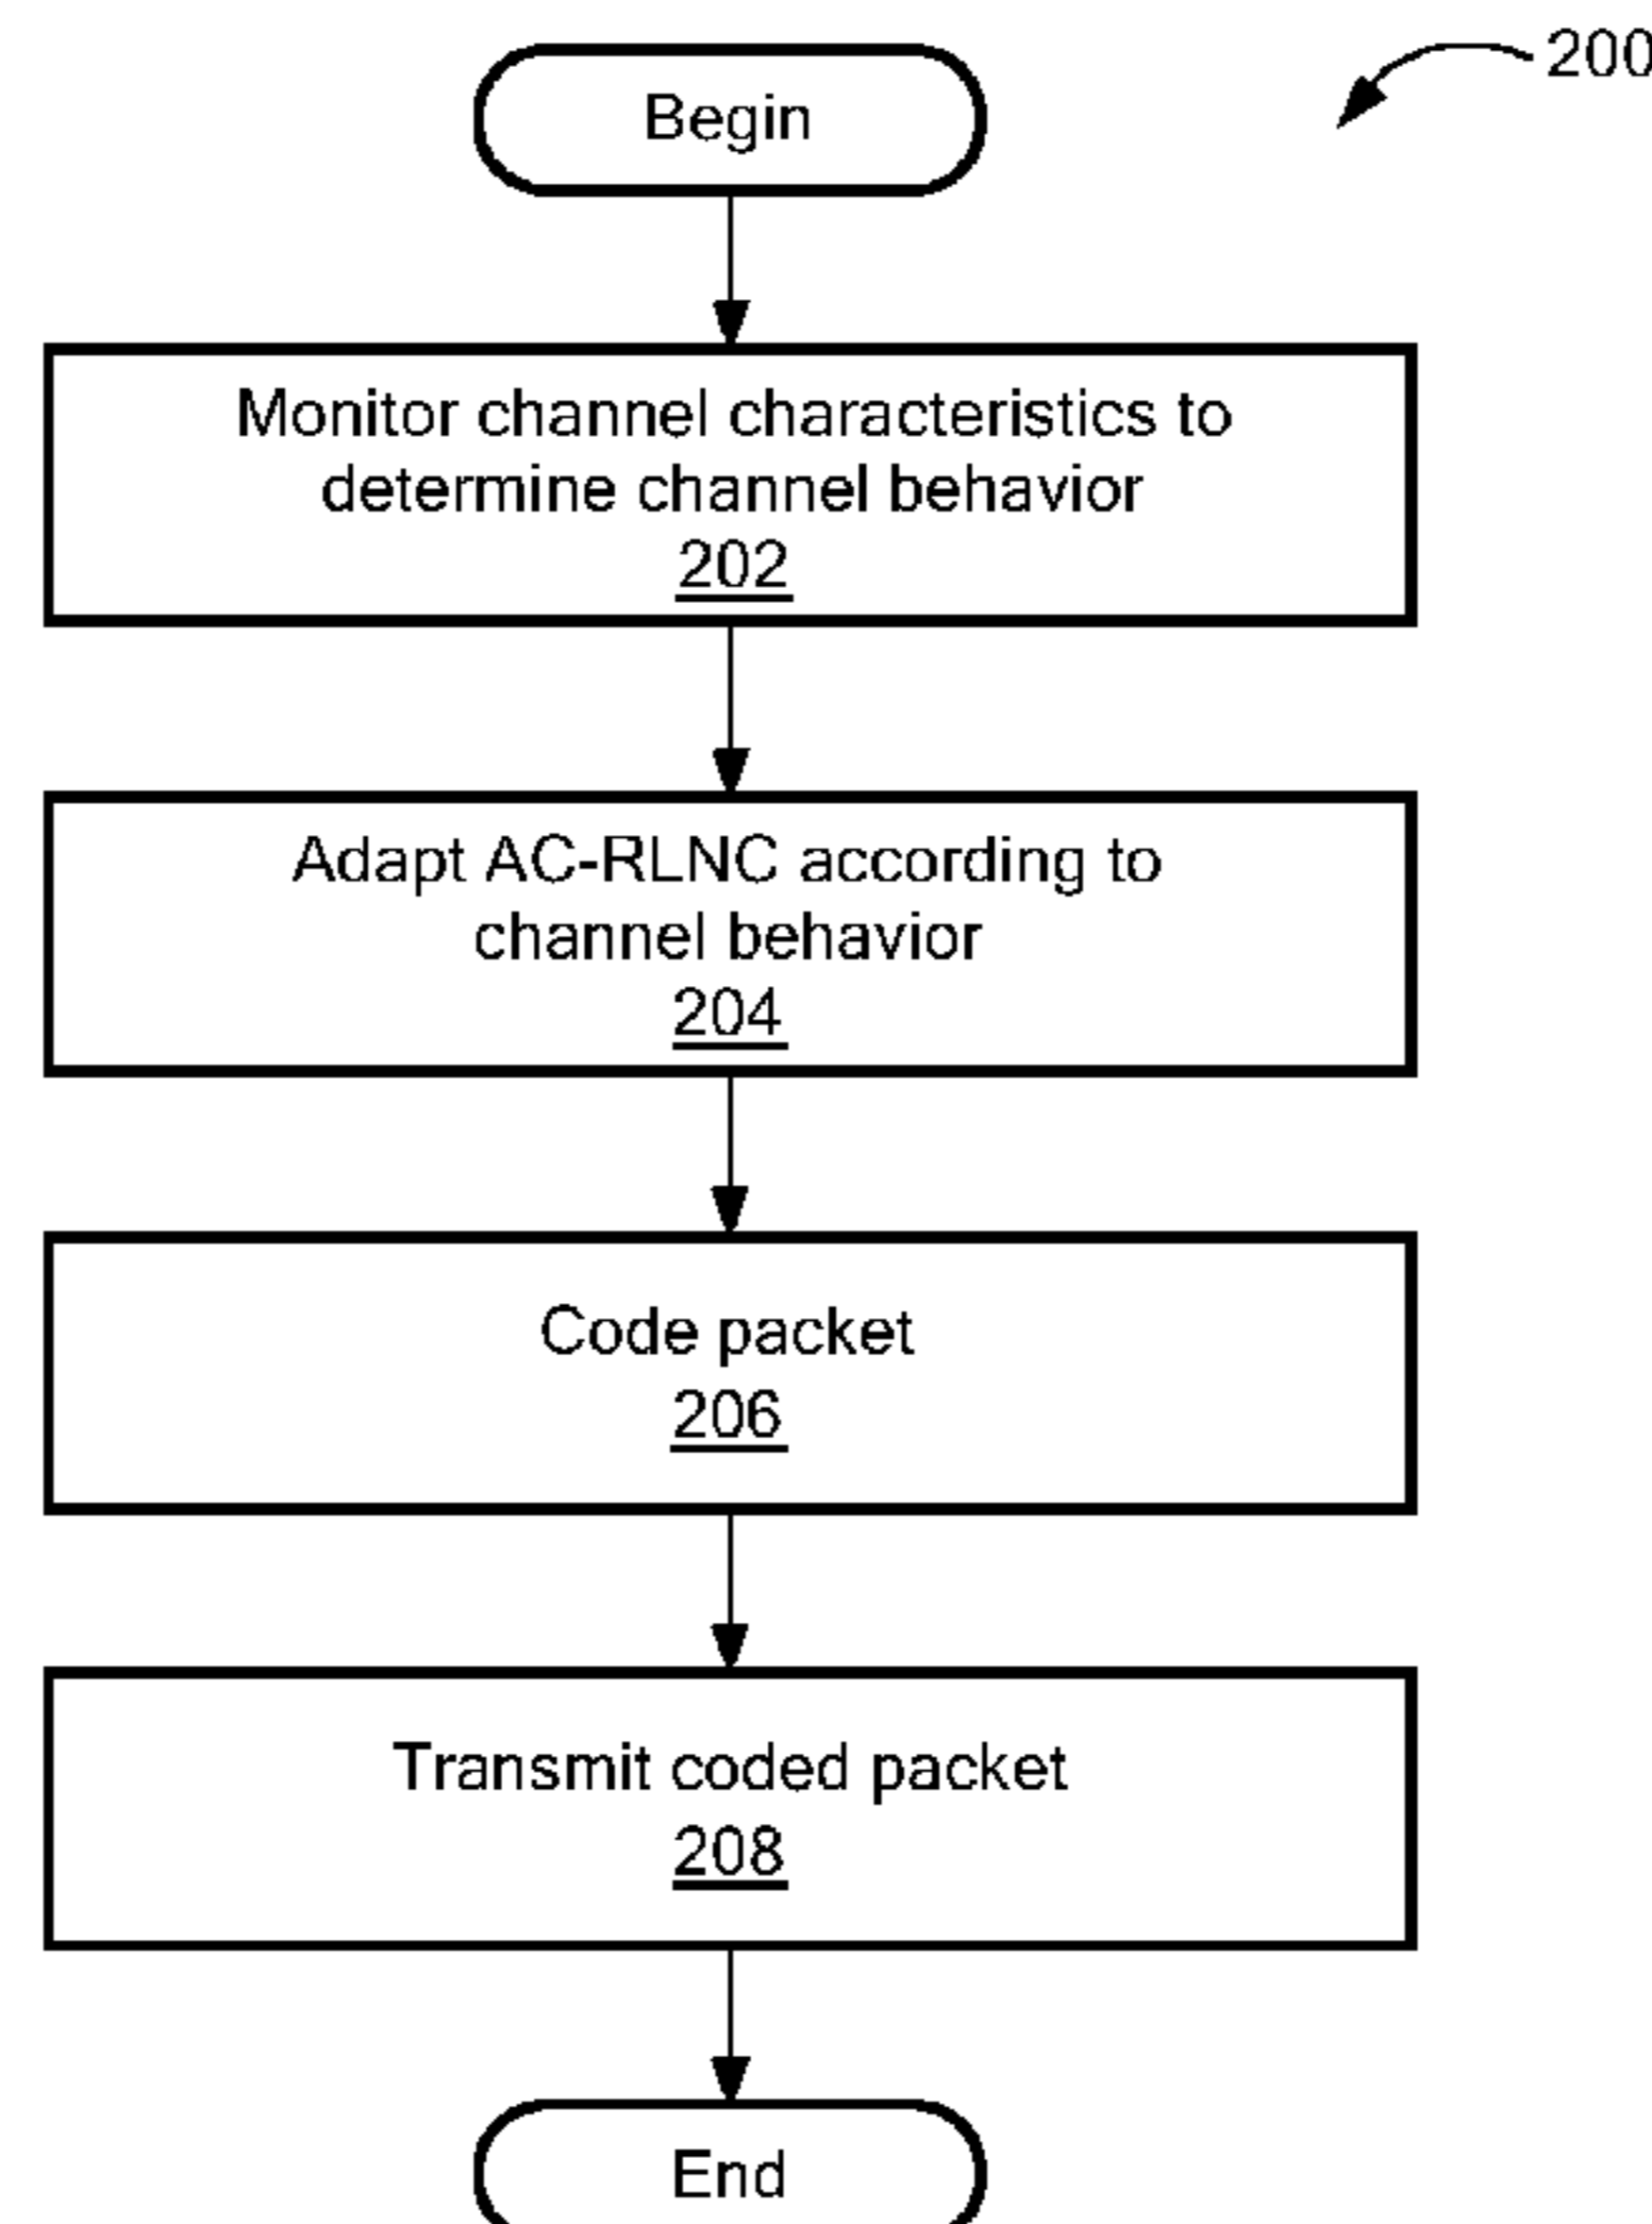 200
Begin
Monitor channel characteristics to
determine channel behavior
202
Adapt AC-RLNC according to
channel behavior
204
Code packet
206
Transmit coded packet
208
End